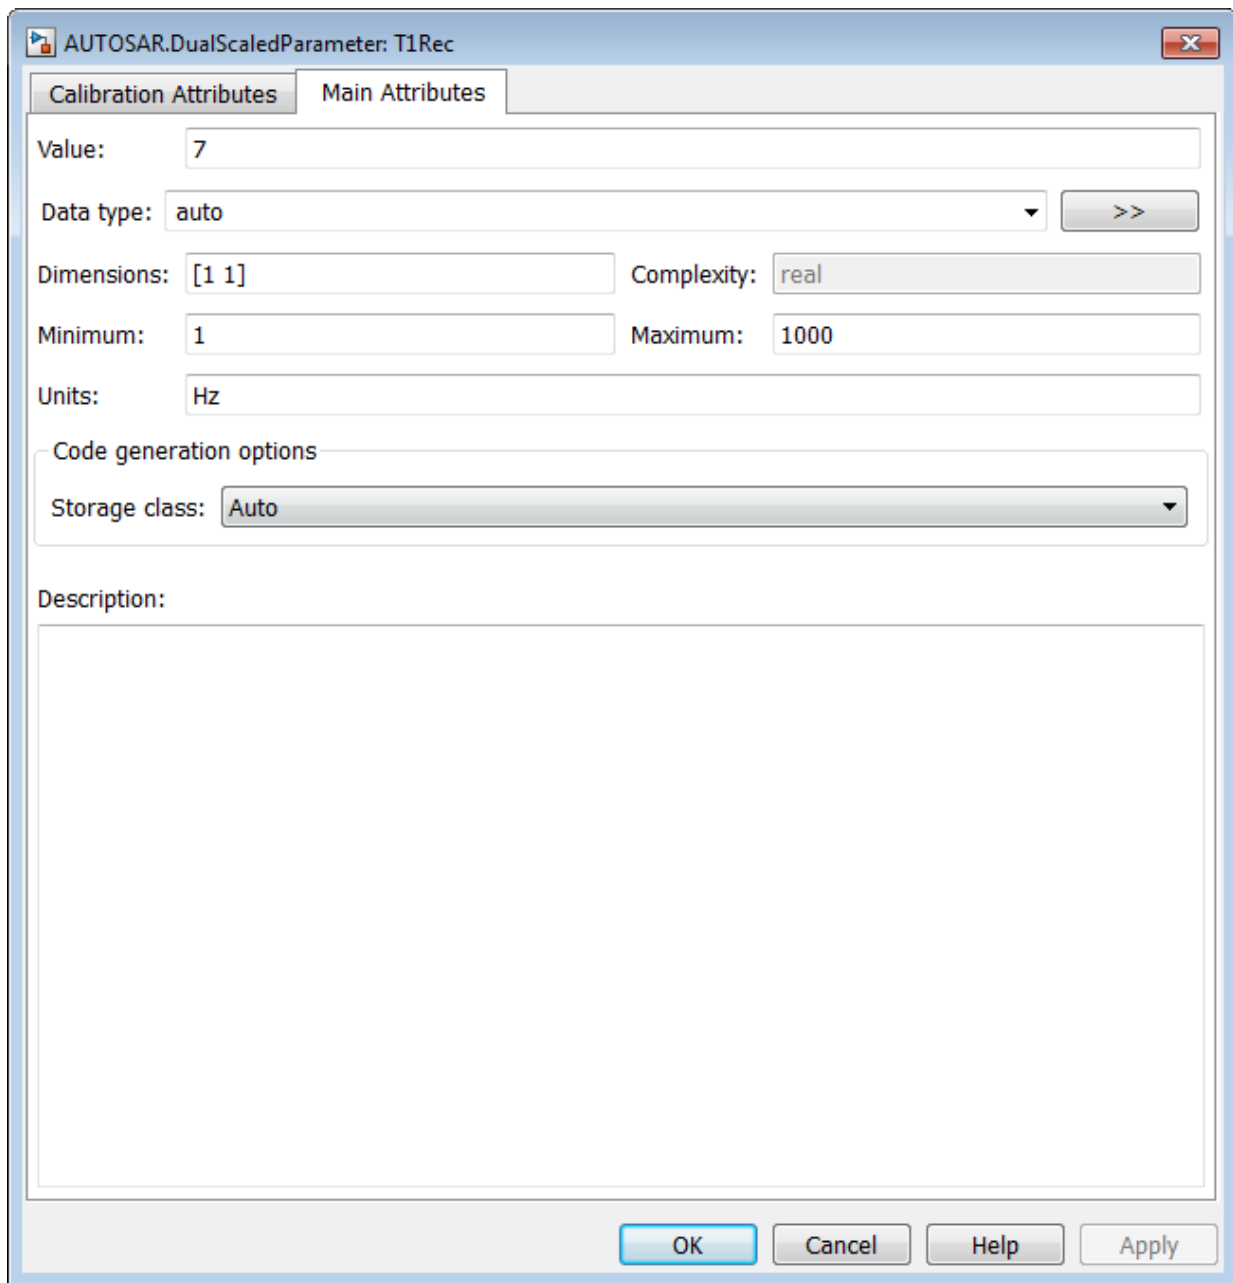 AUTOSAR.DualScaledParameter: T1Rec
Calibration Attributes Main Attributes
Value: 7
Data type: auto >>
Dimensions: [1 1] Complexity: real
Minimum: 1 Maximum: 1000
Units: Hz
Code generation options
Storage class: Auto
Description:
OK Cancel Help Apply